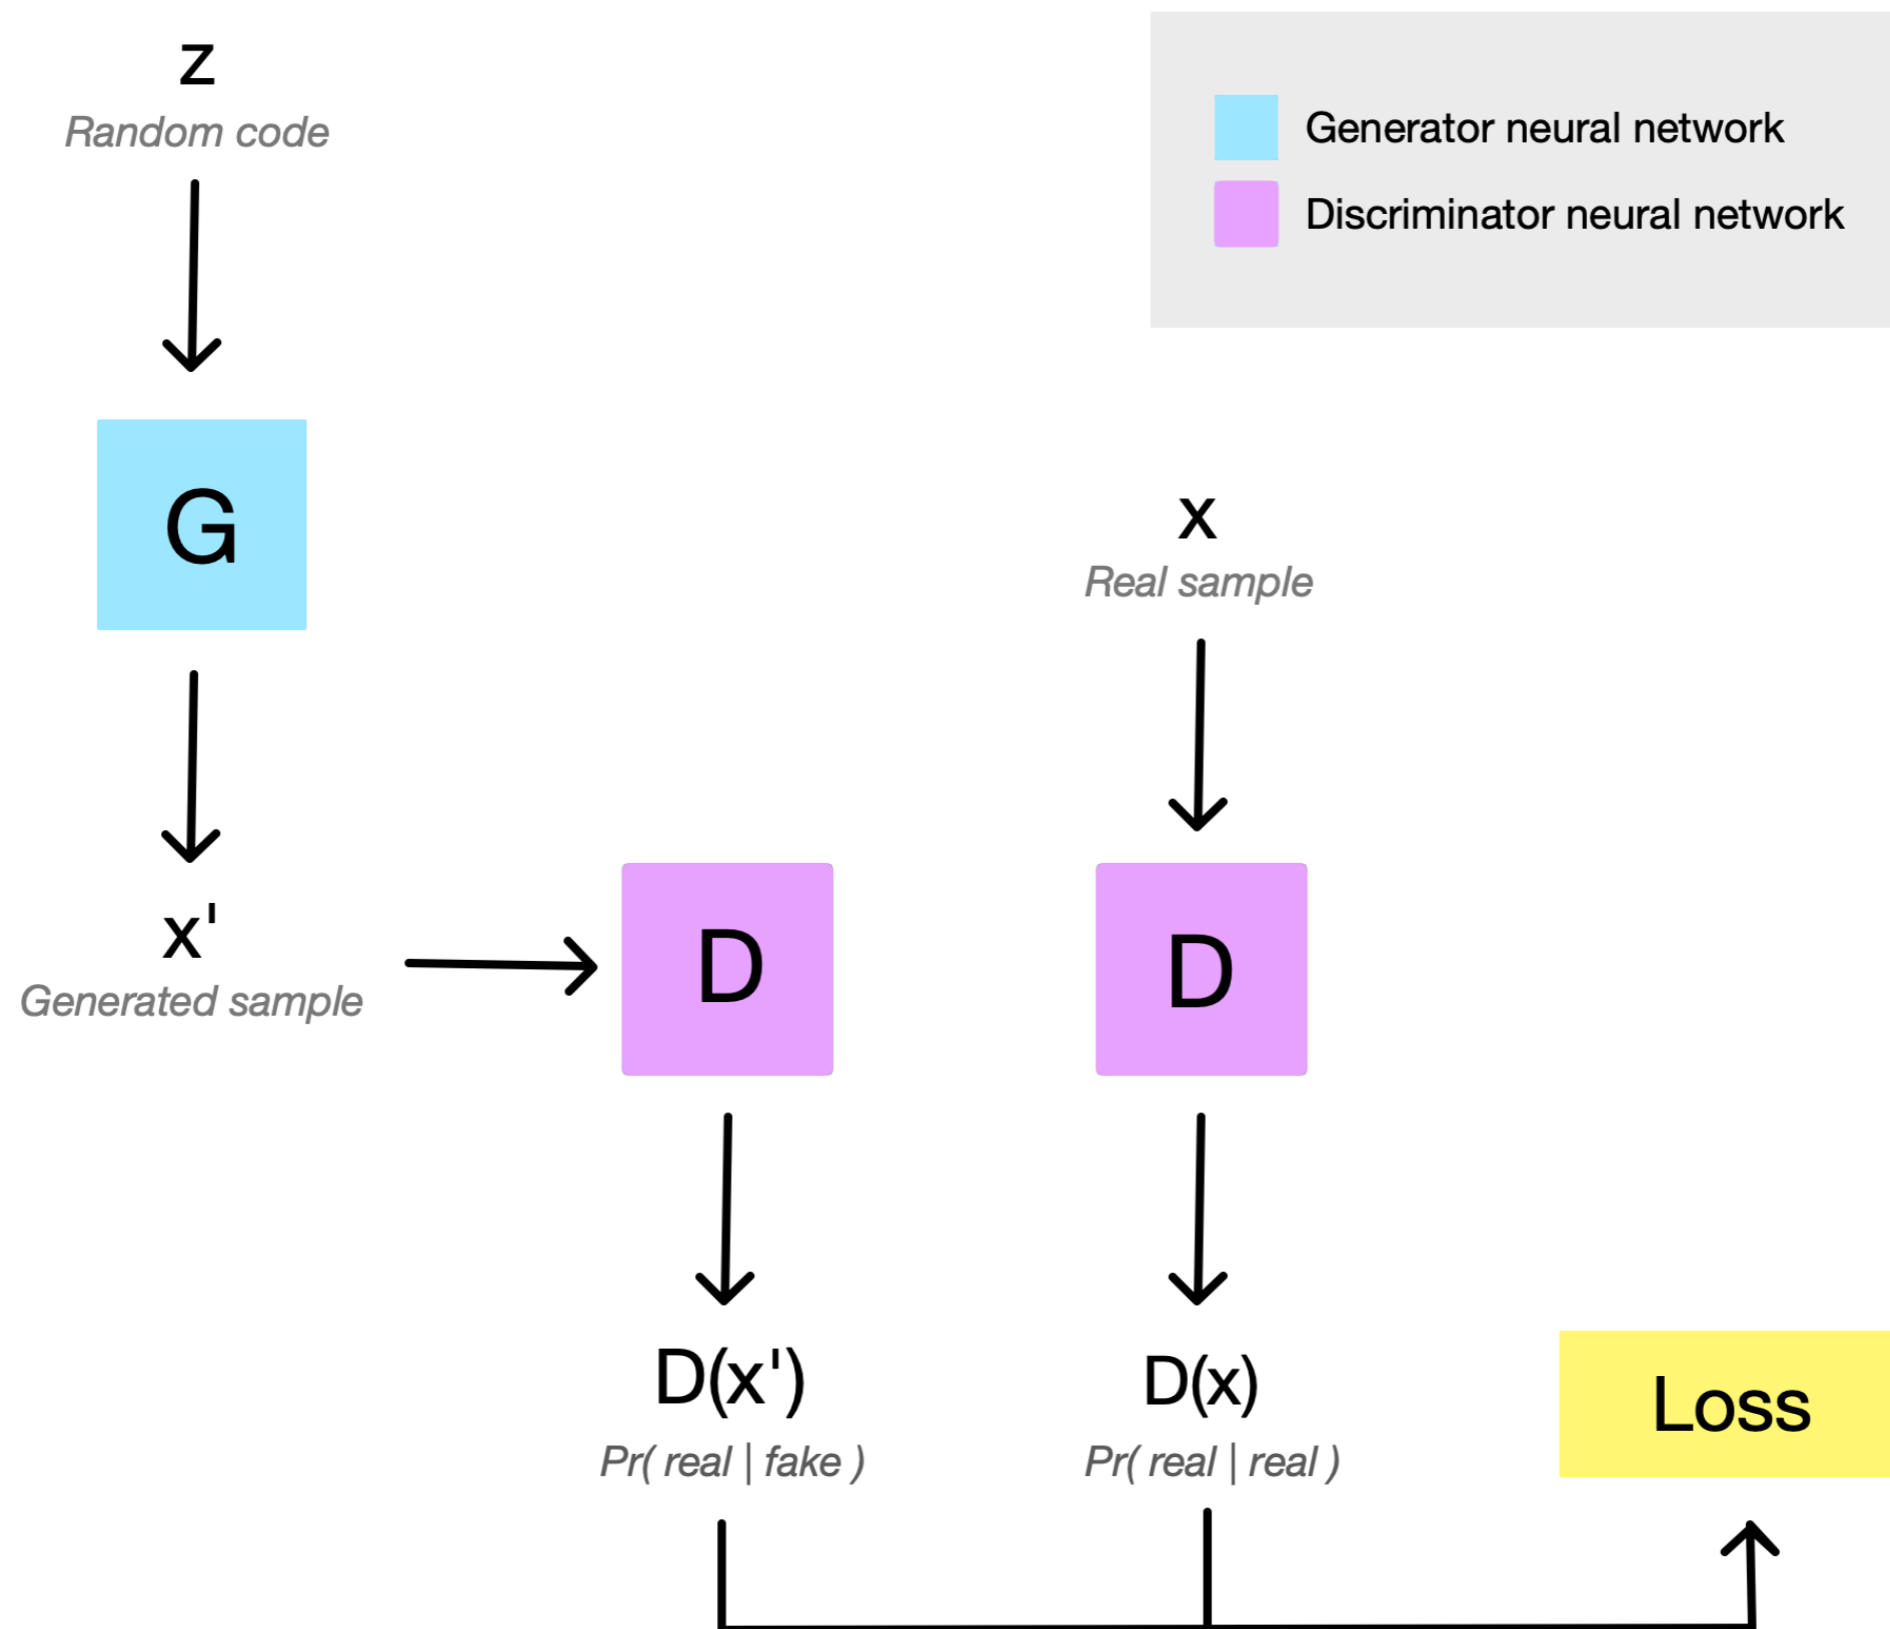 z
Random code
Generator neural network
Discriminator neural network
G
x
Real sample
x'
Generated sample
D
D
D(x')
Pr( real | fake )
D(x)
Pr( real | real )
Loss